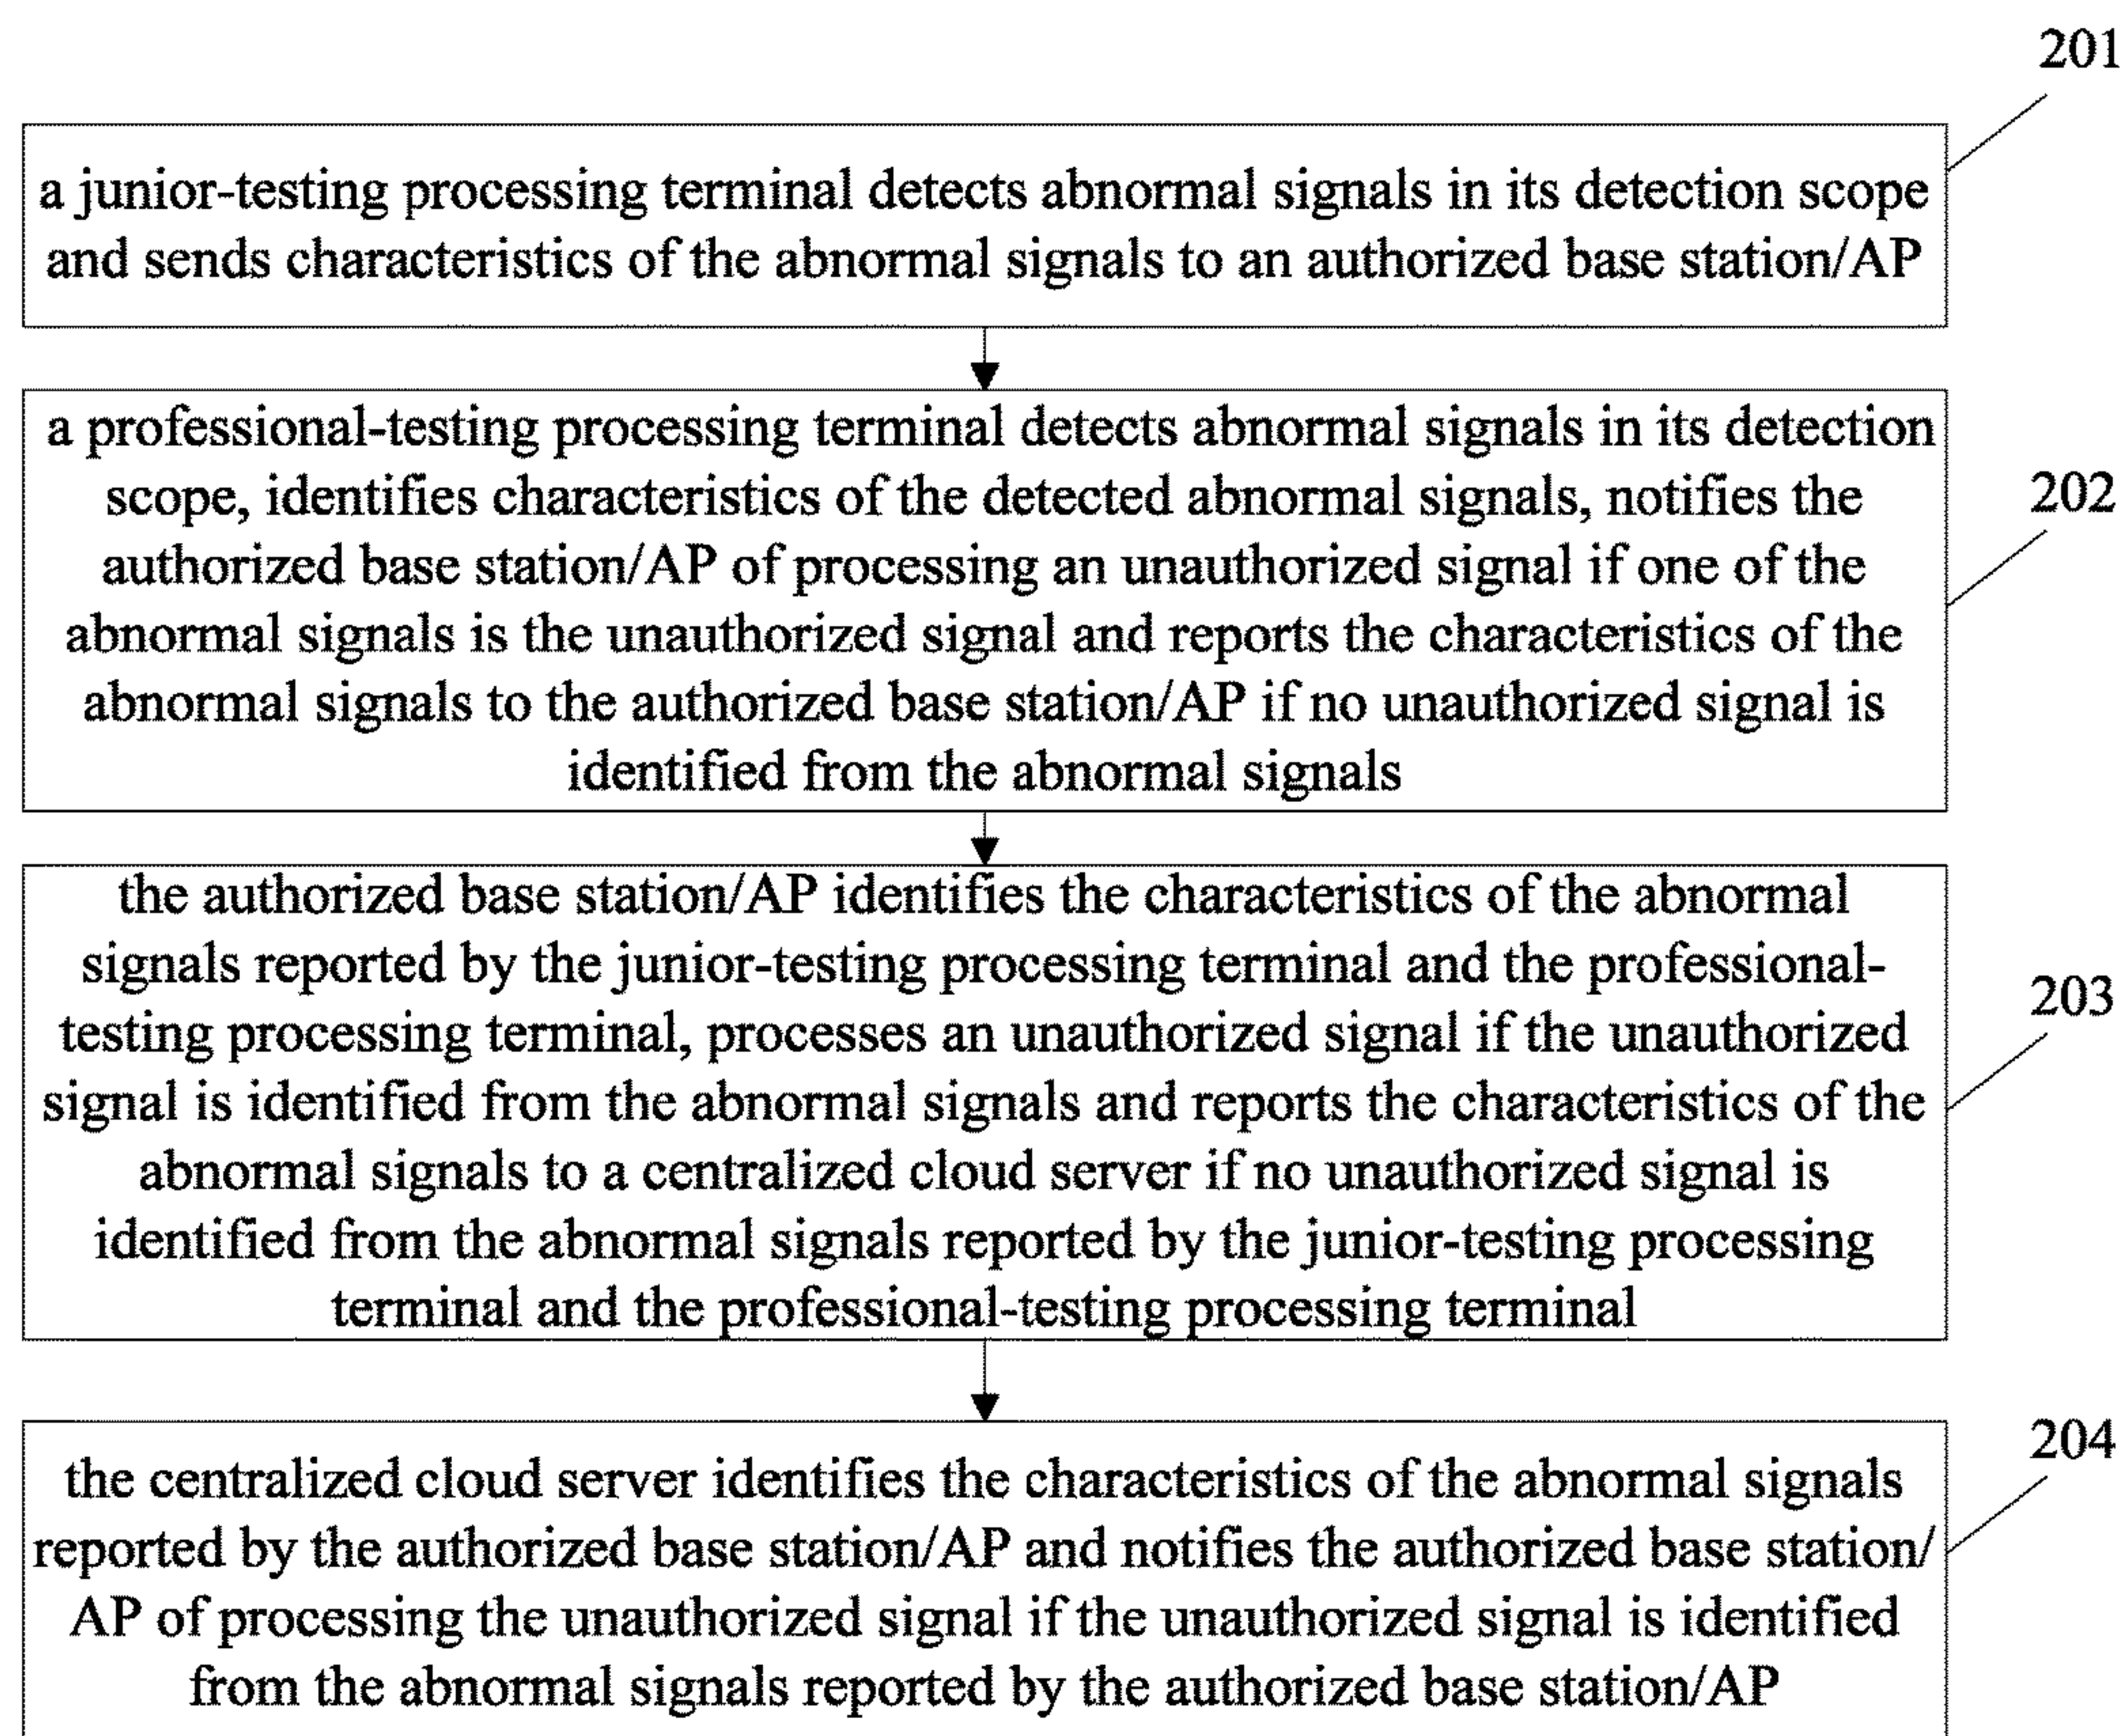 201
a junior-testing processing terminal detects abnormal signals in its detection scope
and sends characteristics of the abnormal signals to an authorized base station/AP
a professional-testing processing terminal detects abnormal signals in its detection
scope, identifies characteristics of the detected abnormal signals, notifies the
202
authorized base station/AP of processing an unauthorized signal if one of the
abnormal signals is the unauthorized signal and reports the characteristics of the
abnormal signals to the authorized base station/AP if no unauthorized signal is
identified from the abnormal signals
the authorized base station/AP identifies the characteristics of the abnormal
signals reported by the junior-testing processing terminal and the professional-
203
testing processing terminal, processes an unauthorized signal if the unauthorized
signal is identified from the abnormal signals and reports the characteristics of the
abnormal signals to a centralized cloud server if no unauthorized signal is
identified from the abnormal signals reported by the junior-testing processing
terminal and the professional-testing processing terminal
204
the centralized cloud server identifies the characteristics of the abnormal signals
reported by the authorized base station/AP and notifies the authorized base station/
AP of processing the unauthorized signal if the unauthorized signal is identified
from the abnormal signals reported by the authorized base station/AP